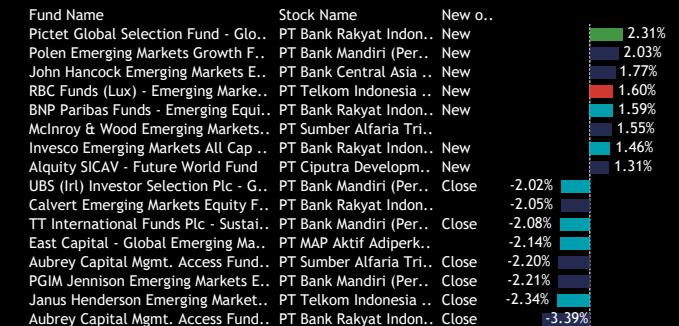 Fund Name Stock Name New o..
Pictet Global Selection Fund - Glo.. PT Bank Rakyat Indon.. New 2.31%
Polen Emerging Markets Growth F.. PT Bank Mandiri (Per.. New 2.03%
John Hancock Emerging Markets E.. PT Bank Central Asia .. New 1.77%
RBC Funds (Lux) - Emerging Marke.. PT Telkom Indonesia .. New 1.60%
BNP Paribas Funds - Emerging Equi.. PT Bank Rakyat Indon.. New 1.59%
McInroy & Wood Emerging Markets.. PT Sumber Alfaria Tri.. 1.55%
Invesco Emerging Markets All Cap .. PT Bank Rakyat Indon.. New 1.46%
Alquity SICAV - Future World Fund PT Ciputra Developm.. New 1.31%
UBS (Irl) Investor Selection Plc - G.. PT Bank Mandiri (Per.. Close -2.02%
Calvert Emerging Markets Equity F.. PT Bank Rakyat Indon.. -2.05%
TT International Funds Plc - Sustai.. PT Bank Mandiri (Per.. Close -2.08%
East Capital - Global Emerging Ma.. PT MAP Aktif Adiperk.. -2.14%
Aubrey Capital Mgmt. Access Fund.. PT Sumber Alfaria Tri.. Close -2.20%
PGIM Jennison Emerging Markets E.. PT Bank Mandiri (Per.. Close -2.21%
Janus Henderson Emerging Market.. PT Telkom Indonesia .. Close -2.34%
Aubrey Capital Mgmt. Access Fund.. PT Bank Rakyat Indon.. Close -3.39%